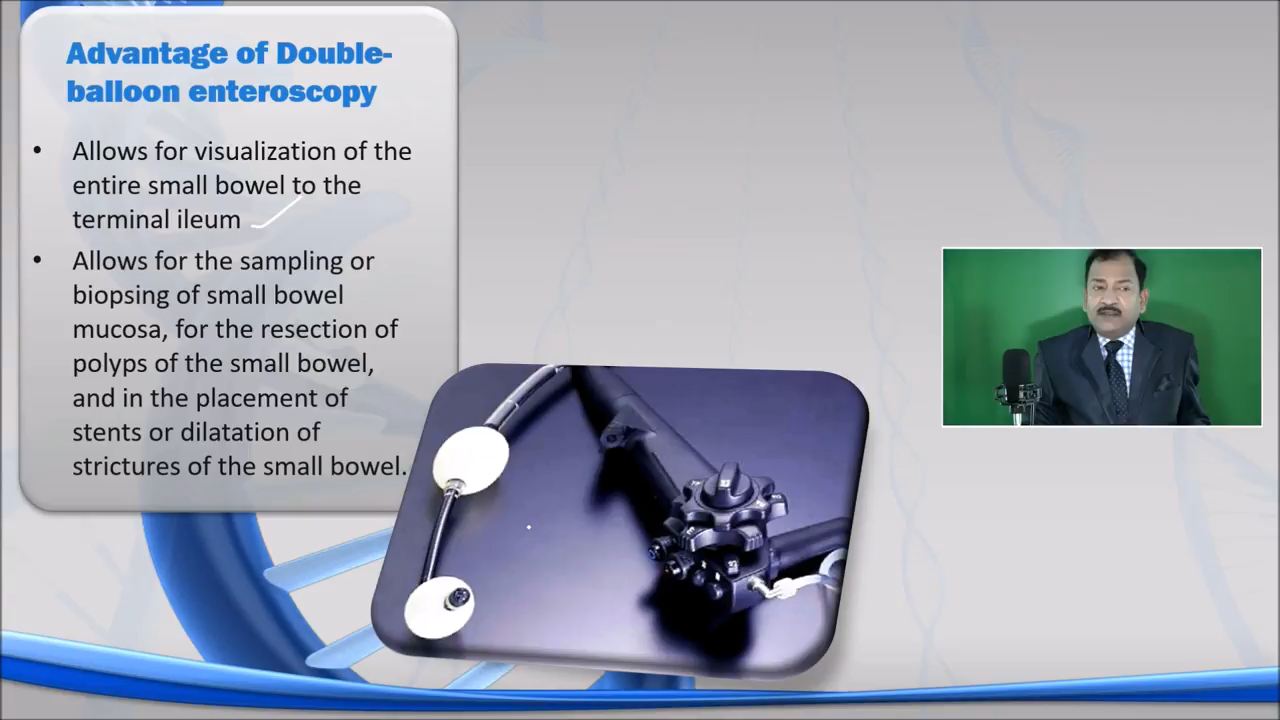 Advantage of Double-
balloon enteroscopy
• Allows for visualization of the
entire small bowel to the
terminal ileum
• Allows for the sampling or
biopsing of small bowel
mucosa, for the resection of
polyps of the small bowel,
and in the placement of
stents or dilatation of
strictures of the small bowel.